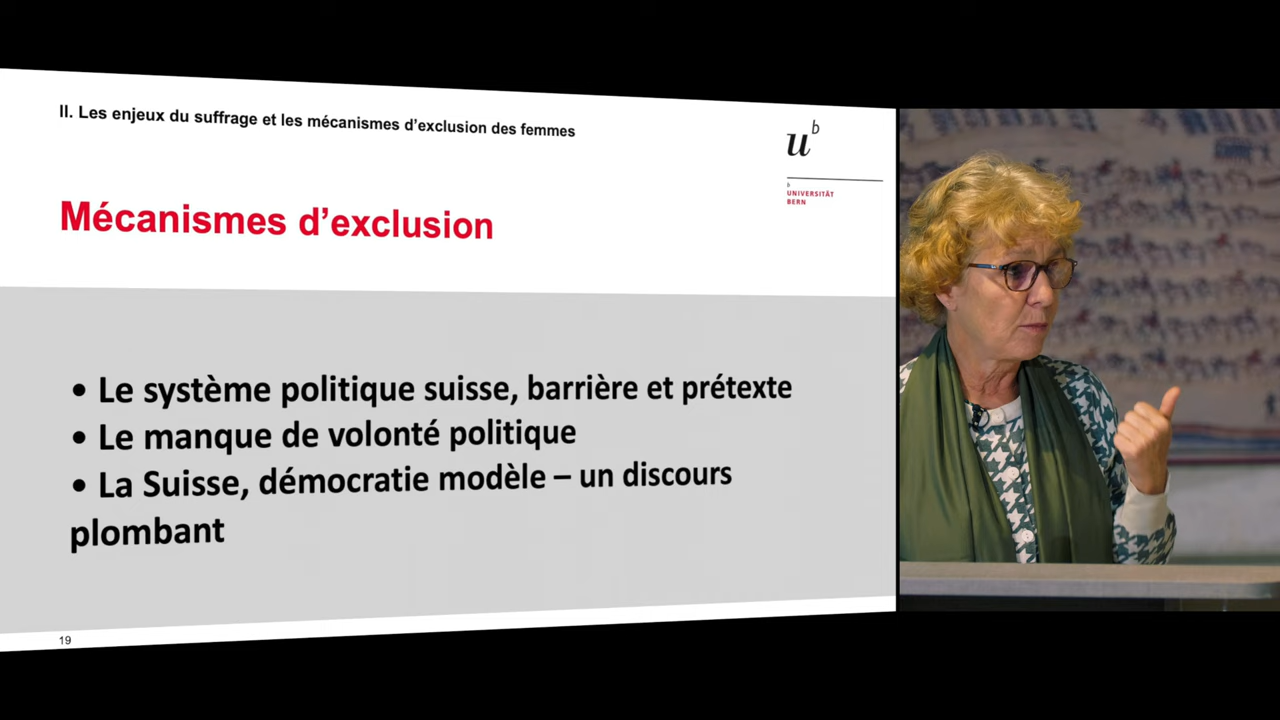 II. Les enjeux du suffrage et les mécanismes d'exclusion des femmes
u b
b
UNIVERSITÄT
BERN
Mécanismes d'exclusion
• Le système politique suisse, barrière et prétexte
• Le manque de volonté politique
• La Suisse, démocratie modèle – un discours
plombant
19